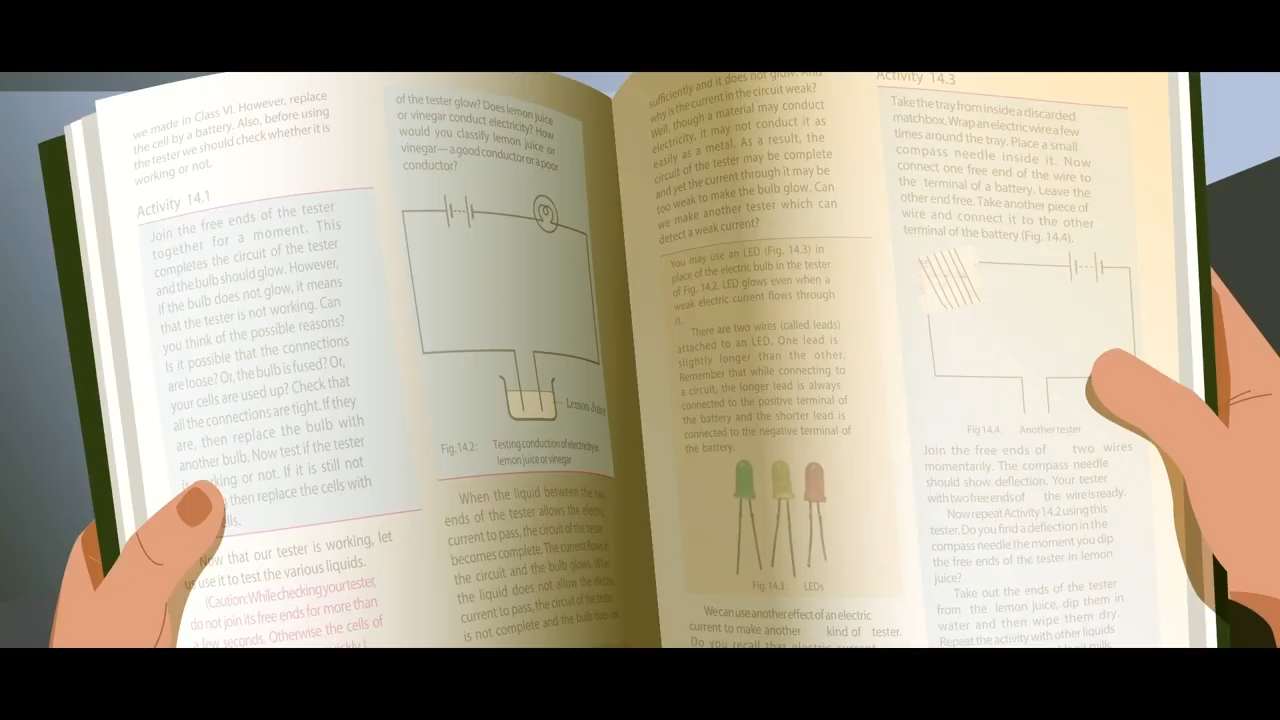 we made in Class VI. However, replace
the cell by a battery. Also, before using
the tester we should check whether it is
working or not.
Activity 14.1
Join the free ends of the tester
together for a moment. This
completes the circuit of the tester
and the bulb should glow. However,
if the bulb does not glow, it means
that the tester is not working. Can
you think of the possible reasons?
Is it possible that the connections
are loose? Or, the bulb is fused? Or,
your cells are used up? Check that
all the connections are tight. If they
are, then replace the bulb with
another bulb. Now test if the tester
is working or not. If it is still not
then replace the cells with
Now that our tester is working, let
us use it to test the various liquids.
(Caution: While checking your tester,
do not join its free ends for more than
a few seconds. Otherwise the cells of
of the tester glow? Does lemon juice
or vinegar conduct electricity? How
would you classify lemon juice or
vinegar— a good conductor or a poor
conductor?
Lemon Juice
Fig.14.2: Testing conduction of electricity in
lemon juice or vinegar
When the liquid between the two
ends of the tester allows the electric
current to pass, the circuit of the tester
becomes complete. The current flows in
the circuit and the bulb glows. When
the liquid does not allow the electric
current to pass, the circuit of the tester
is not complete and the bulb does not
sufficiently and it does not glow. And
why is the current in the circuit weak?
Well, though a material may conduct
electricity, it may not conduct it as
easily as a metal. As a result, the
circuit of the tester may be complete
and yet the current through it may be
too weak to make the bulb glow. Can
we make another tester which can
detect a weak current?
You may use an LED (Fig. 14.3) in
place of the electric bulb in the tester
of Fig. 14.2. LED glows even when a
weak electric current flows through
it.
There are two wires (called leads)
attached to an LED. One lead is
slightly longer than the other.
Remember that while connecting to
a circuit, the longer lead is always
connected to the positive terminal of
the battery and the shorter lead is
connected to the negative terminal of
the battery.
Fig:14.3: LEDs
We can use another effect of an electric
current to make another kind of tester.
Do you recall that electric current
Activity 14.3
Take the tray from inside a discarded
matchbox. Wrap an electric wire a few
times around the tray. Place a small
compass needle inside it. Now
connect one free end of the wire to
the terminal of a battery. Leave the
other end free. Take another piece of
wire and connect it to the other
terminal of the battery (Fig. 14.4).
Fig 14.4: Another tester
Join the free ends of two wires
momentarily. The compass needle
should show deflection. Your tester
with two free ends of the wire is ready.
Now repeat Activity 14.2 using this
tester. Do you find a deflection in the
compass needle the moment you dip
the free ends of the tester in lemon
juice?
Take out the ends of the tester
from the lemon juice, dip them in
water and then wipe them dry.
Repeat the activity with other liquids